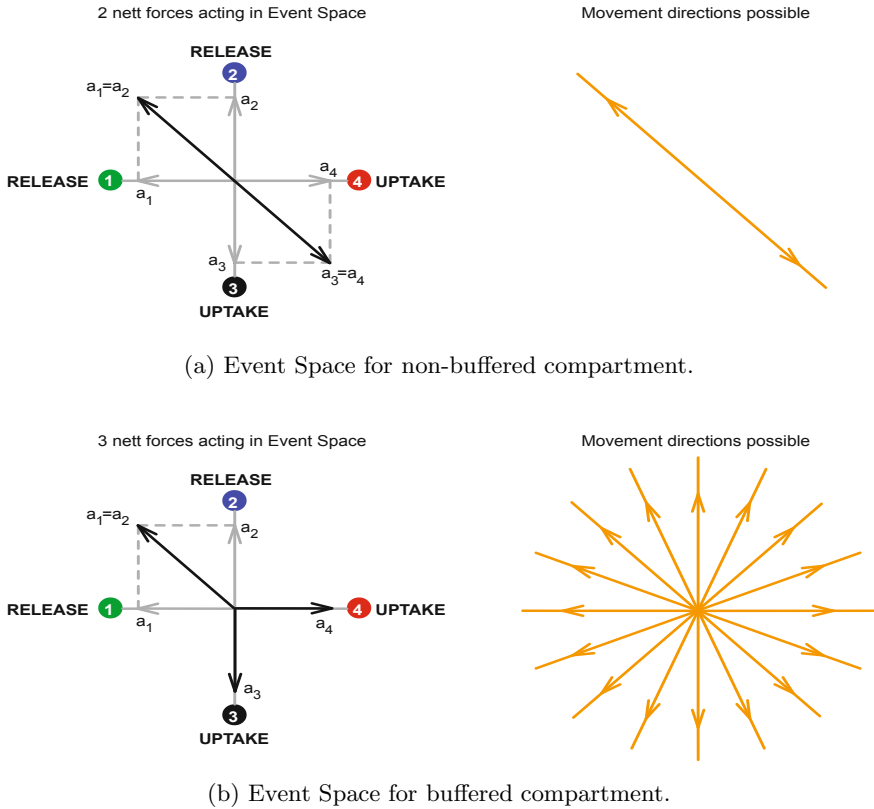 2 nett forces acting in Event Space
Movement directions possible
RELEASE
2
a1=a2
a2
RELEASE
1
a1
a4
4
UPTAKE
a3
a3=a4
3
UPTAKE
(a) Event Space for non-buffered compartment.
3 nett forces acting in Event Space
Movement directions possible
RELEASE
2
a1=a2
a2
RELEASE
1
a1
a4
4
UPTAKE
a3
3
UPTAKE
(b) Event Space for buffered compartment.